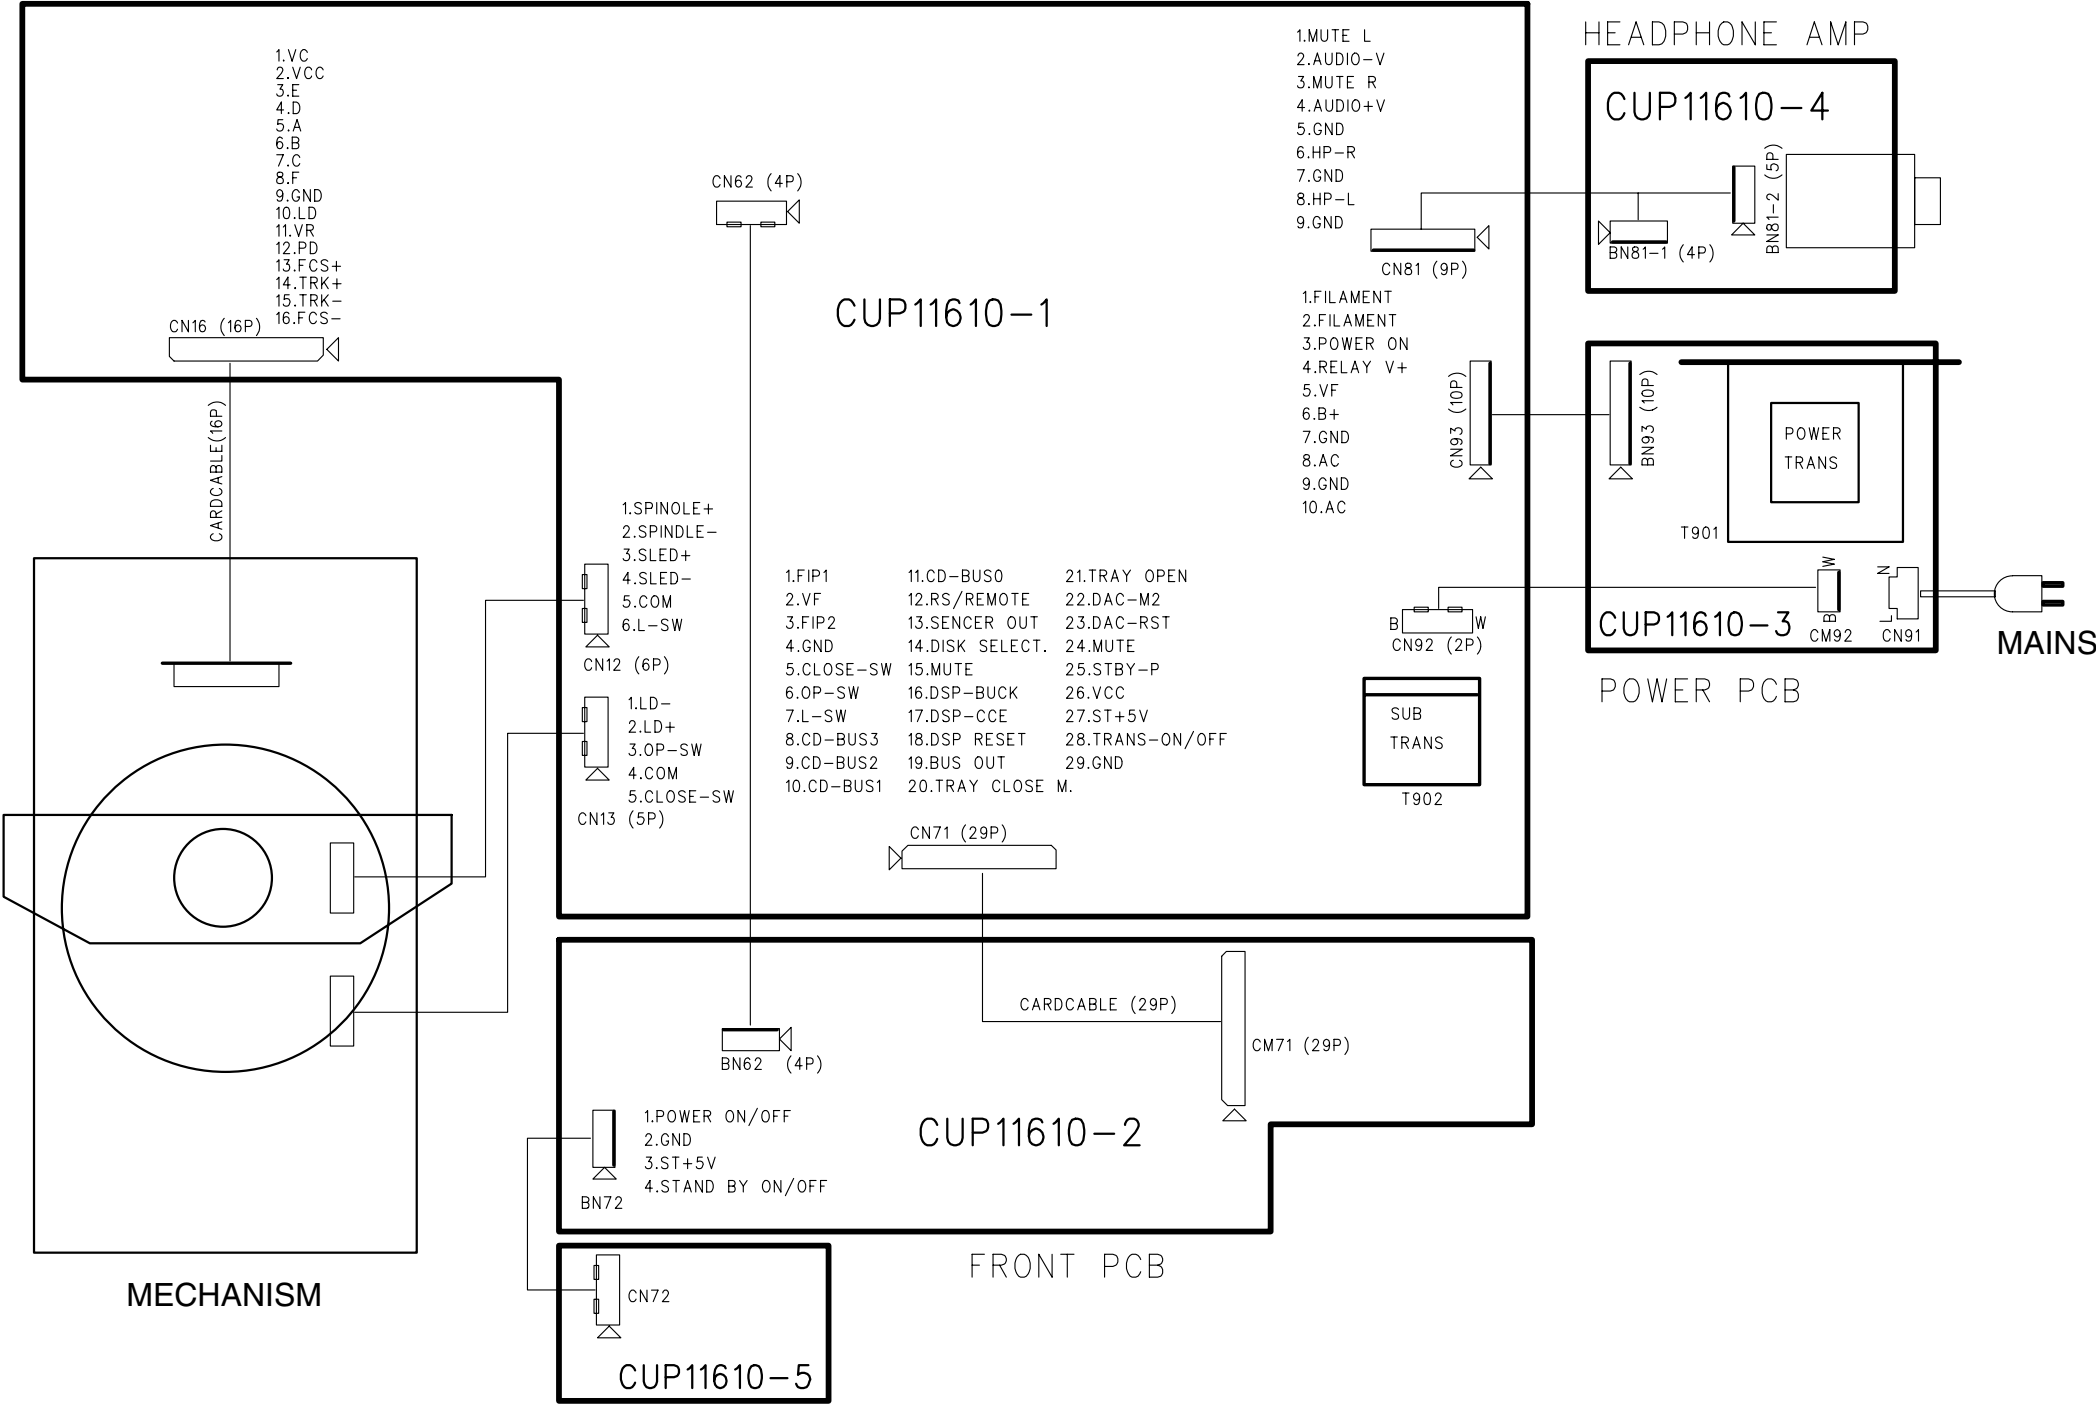 1.VC
2.VCC
3.E
4.D
5.A
6.B
7.C
8.F
9.GND
10.LD
11.VR
12.PD
13.FCS+
14.TRK+
15.TRK-
16.FCS-
CN16 (16P)
CARDCABLE(16P)
CN62 (4P)
CUP11610-1
1.MUTE L
2.AUDIO-V
3.MUTE R
4.AUDIO+V
5.GND
6.HP-R
7.GND
8.HP-L
9.GND
CN81 (9P)
HEADPHONE AMP
CUP11610-4
BN81-1 (4P)
BN81-2 (5P)
1.FILAMENT
2.FILAMENT
3.POWER ON
4.RELAY V+
5.VF
6.B+
7.GND
8.AC
9.GND
10.AC
CN93 (10P)
BN93 (10P)
POWER
TRANS
T901
CUP11610-3
W
B
CM92
N
L
CN91
MAINS
POWER PCB
B
W
CN92 (2P)
SUB
TRANS
T902
1.SPINOLE+
2.SPINDLE-
3.SLED+
4.SLED-
5.COM
6.L-SW
CN12 (6P)
1.LD-
2.LD+
3.OP-SW
4.COM
5.CLOSE-SW
CN13 (5P)
1.FIP1
2.VF
3.FIP2
4.GND
5.CLOSE-SW
6.OP-SW
7.L-SW
8.CD-BUS3
9.CD-BUS2
10.CD-BUS1
11.CD-BUS0
12.RS/REMOTE
13.SENCER OUT
14.DISK SELECT.
15.MUTE
16.DSP-BUCK
17.DSP-CCE
18.DSP RESET
19.BUS OUT
20.TRAY CLOSE M.
21.TRAY OPEN
22.DAC-M2
23.DAC-RST
24.MUTE
25.STBY-P
26.VCC
27.ST+5V
28.TRANS-ON/OFF
29.GND
CN71 (29P)
CARDCABLE (29P)
CM71 (29P)
BN62 (4P)
CUP11610-2
1.POWER ON/OFF
2.GND
3.ST+5V
4.STAND BY ON/OFF
BN72
FRONT PCB
MECHANISM
CN72
CUP11610-5